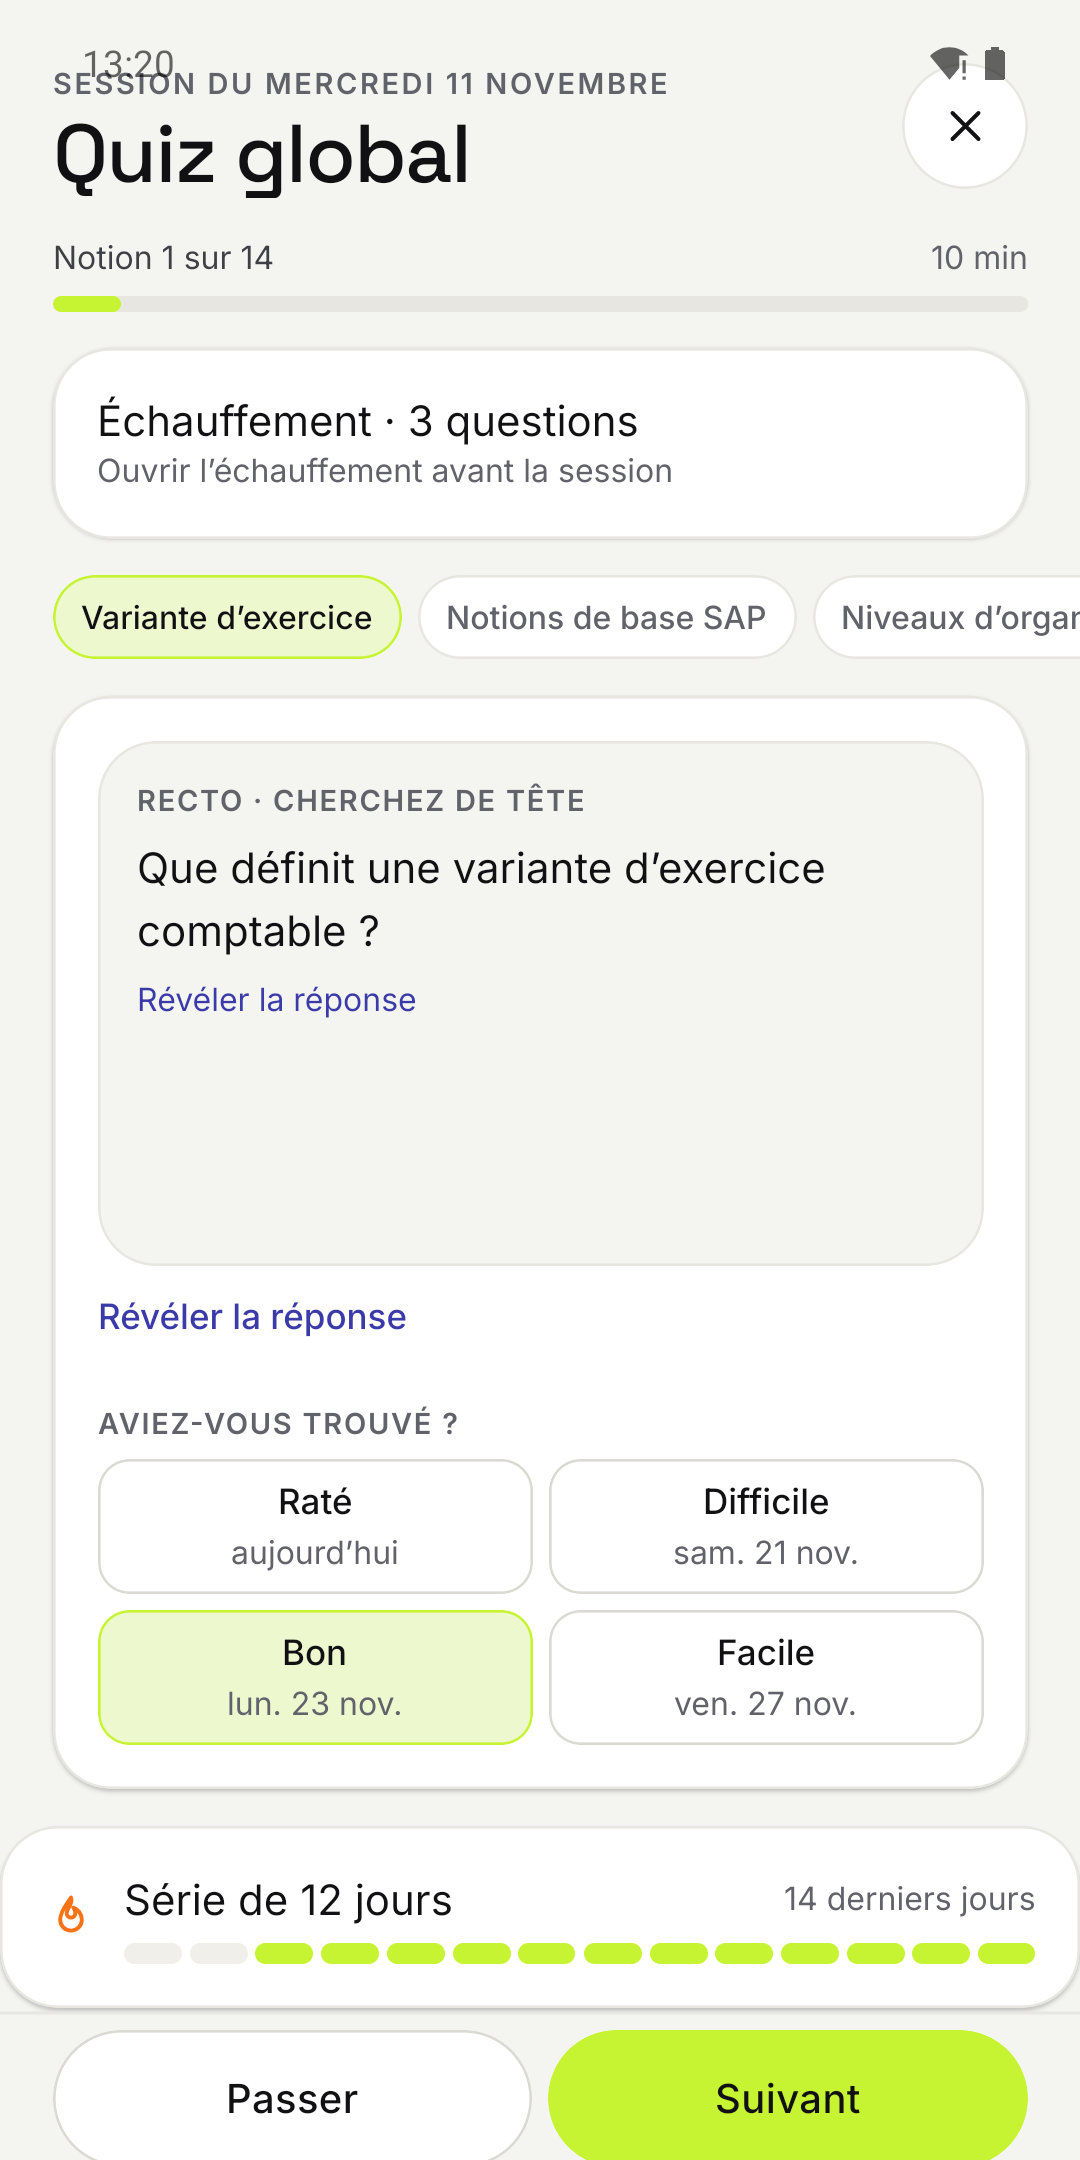 13:20
SESSION DU MERCREDI 11 NOVEMBRE
Quiz global
Notion 1 sur 14
10 min
Échauffement · 3 questions
Ouvrir l’échauffement avant la session
Variante d’exercice
Notions de base SAP
Niveaux d’organ
RECTO · CHERCHEZ DE TÊTE
Que définit une variante d’exercice
comptable ?
Révéler la réponse
Révéler la réponse
AVIEZ-VOUS TROUVÉ ?
Raté
aujourd’hui
Difficile
sam. 21 nov.
Bon
lun. 23 nov.
Facile
ven. 27 nov.
Série de 12 jours
14 derniers jours
Passer
Suivant